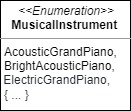 <<Enumeration>>
MusicalInstrument
AcousticGrandPiano,
BrightAcousticPiano,
ElectricGrandPiano,
{ ... }